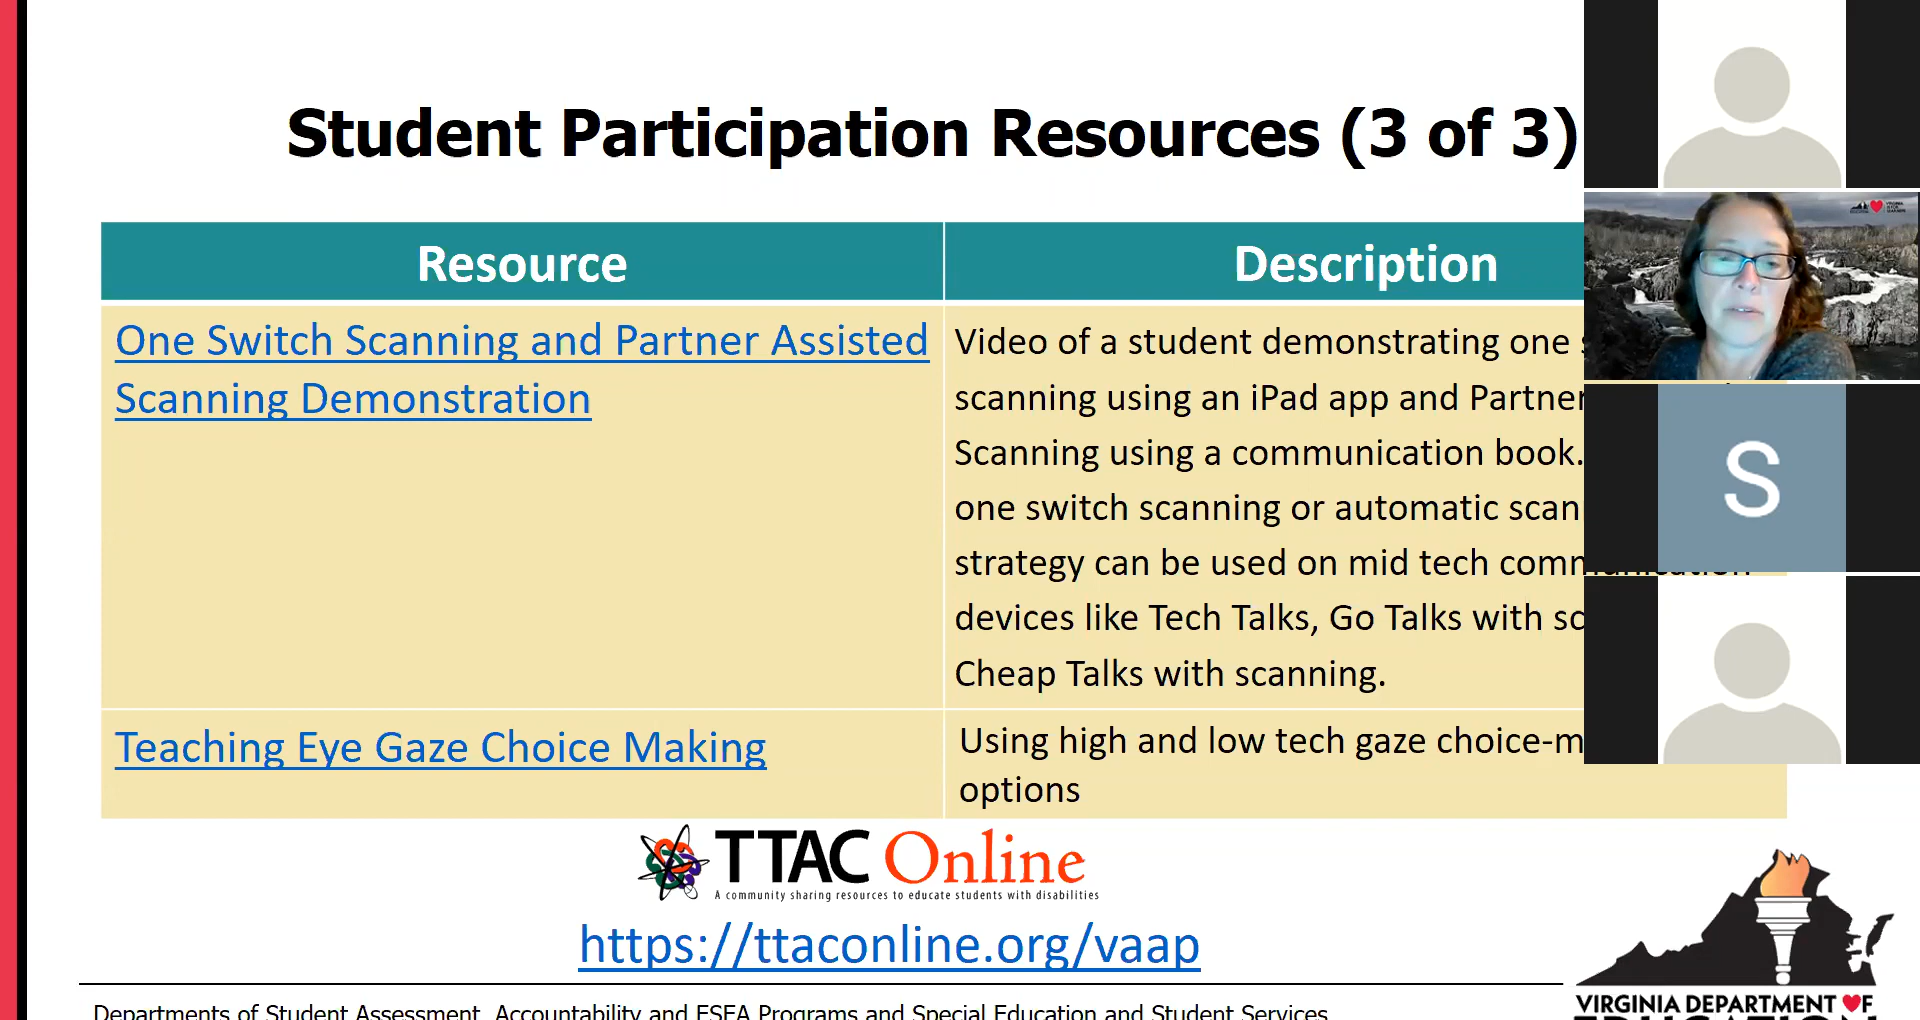 Student Participation Resources (3 of 3)
Resource
Description
One Switch Scanning and Partner Assisted
Scanning Demonstration
Video of a student demonstrating one
scanning using an iPad app and Partner
Scanning using a communication book.
one switch scanning or automatic
strategy can be used on mid tech communication
devices like Tech Talks, Go Talks with
Cheap Talks with scanning.
Teaching Eye Gaze Choice Making
Using high and low tech gaze
options
S
TTAC Online
A community sharing resources to educate students with disabilities
https://ttaconline.org/vaap
Departments of Student Assessment, Accountability and ESEA Programs and Special Education and Student Services
VIRGINIA DEPARTMENT OF
EDUCATION